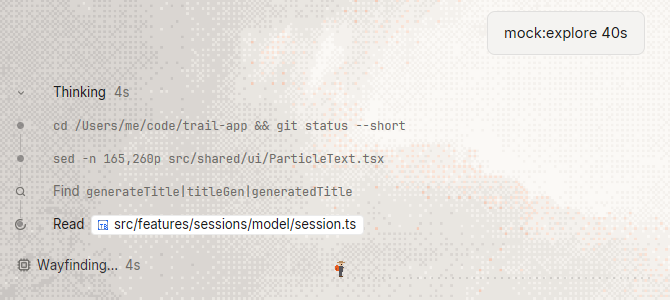 mock:explore 40s
Thinking 4s
cd /Users/me/code/trail-app && git status --short
sed -n 165,260p src/shared/ui/ParticleText.tsx
Find generateTitle|titleGen|generatedTitle
Read TS src/features/sessions/model/session.ts
Wayfinding... 4s